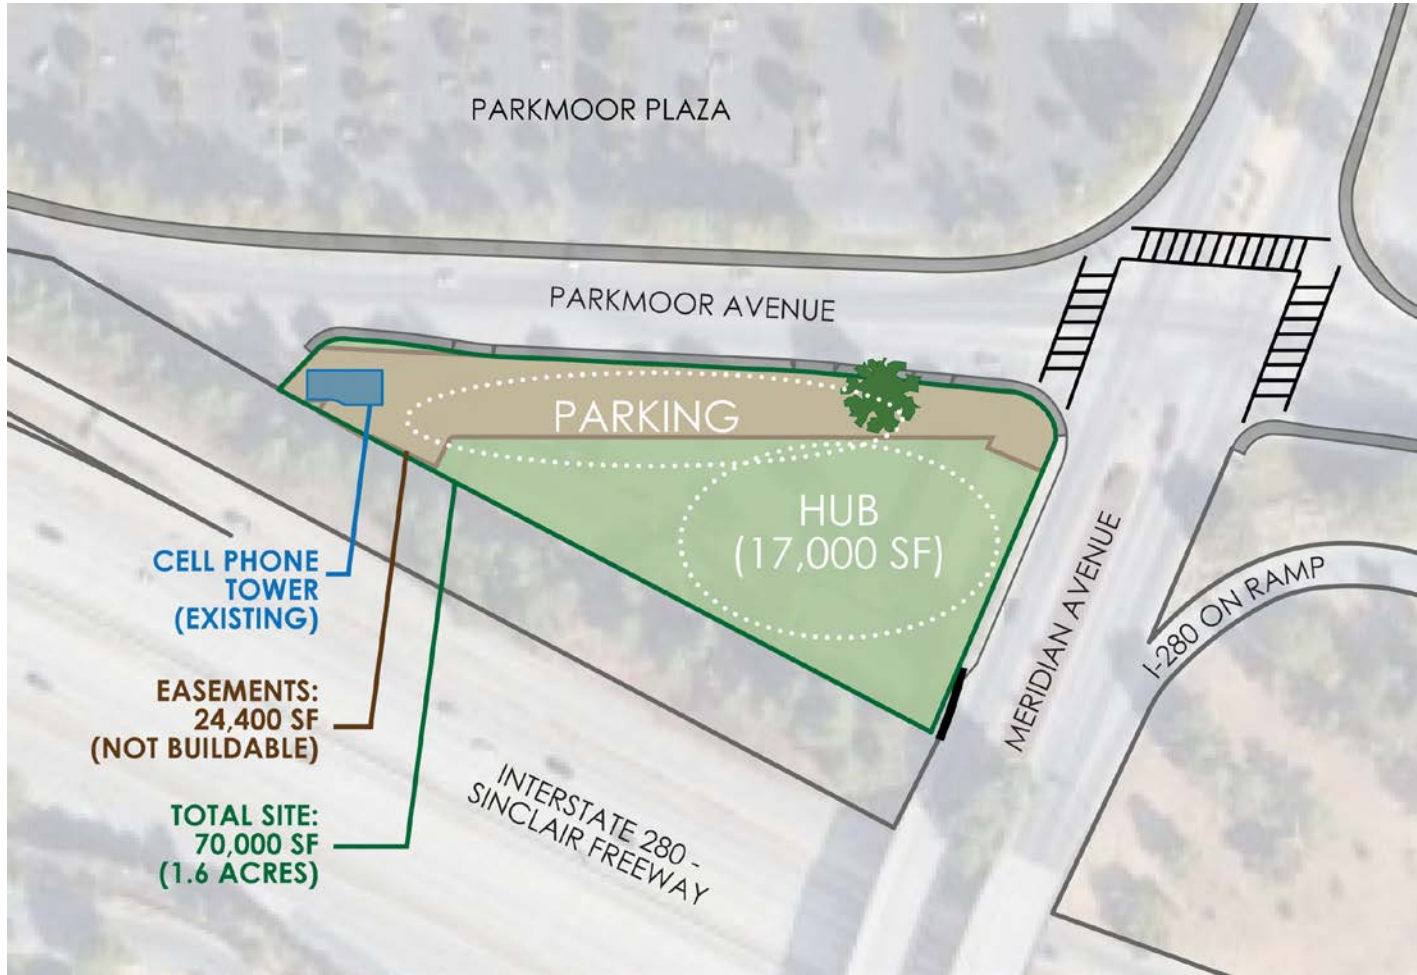 PARKMOOR PLAZA
PARKMOOR AVENUE
PARKING
HUB
(17,000 SF)
CELL PHONE
TOWER
(EXISTING)
EASEMENTS:
24,400 SF
(NOT BUILDABLE)
TOTAL SITE:
70,000 SF
(1.6 ACRES)
INTERSTATE 280 -
SINCLAIR FREEWAY
MERIDIAN AVENUE
I-280 ON RAMP